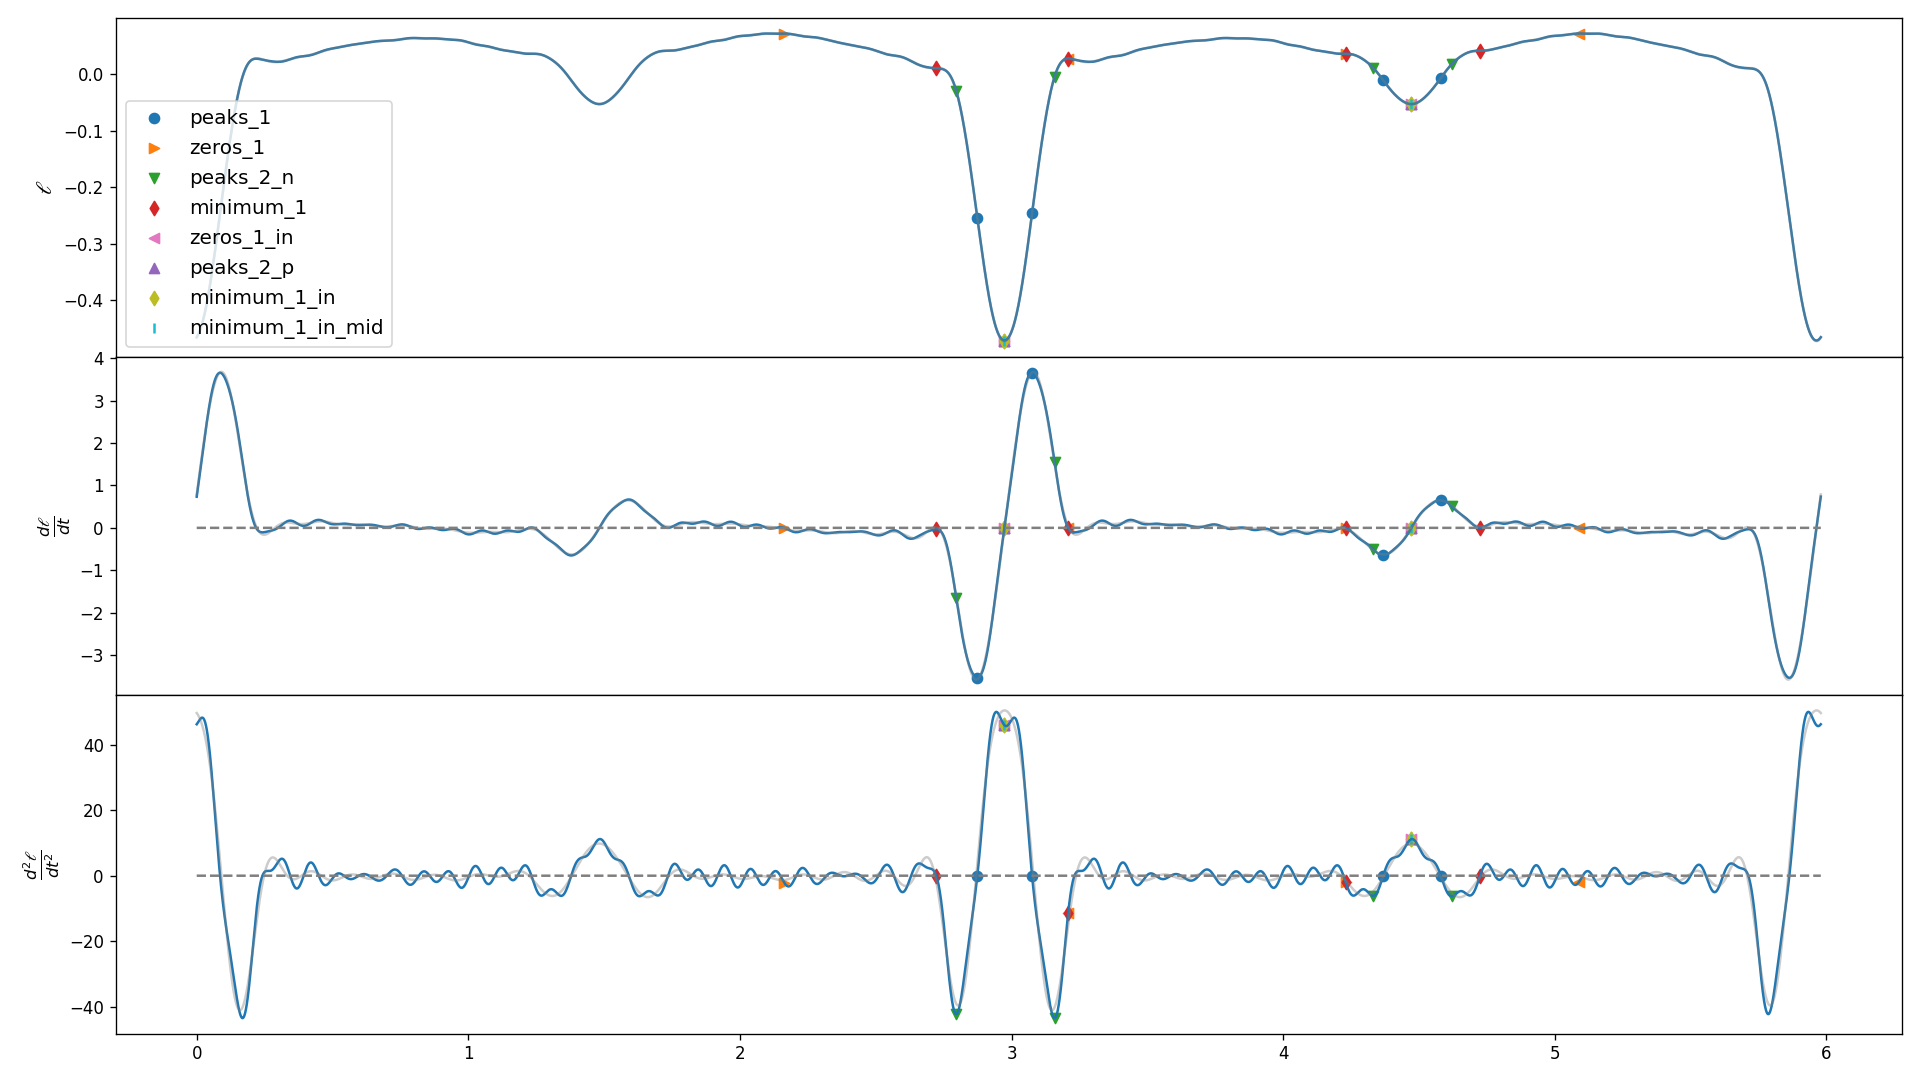 ℓ
0.0
−0.1
−0.2
−0.3
−0.4
peaks_1
zeros_1
peaks_2_n
minimum_1
zeros_1_in
peaks_2_p
minimum_1_in
minimum_1_in_mid
dℓ
dt
4
3
2
1
0
−1
−2
−3
d²ℓ
dt²
40
20
0
−20
−40
0 1 2 3 4 5 6